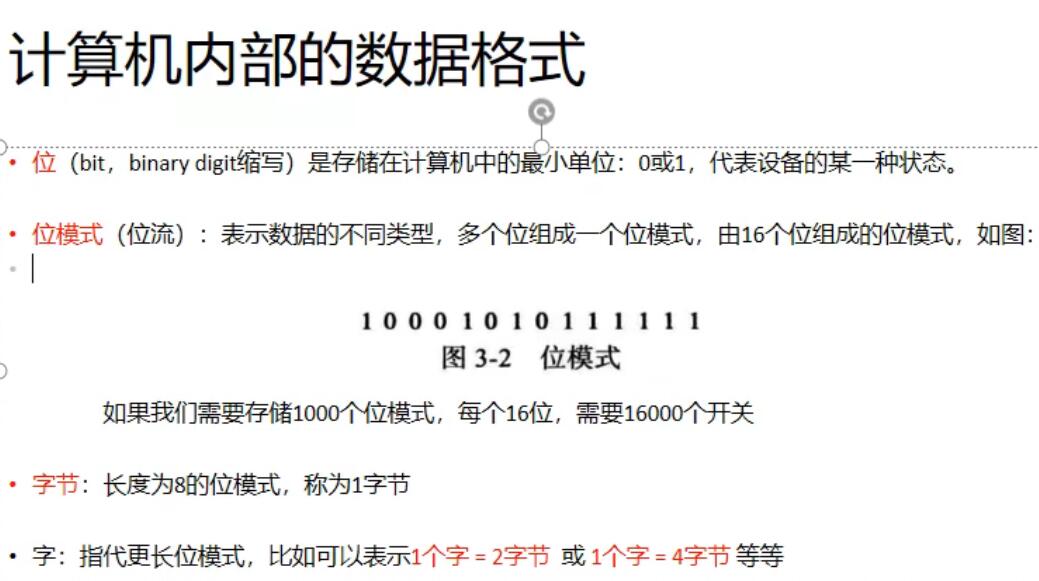 计算机内部的数据格式
• 位（bit，binary digit缩写）是存储在计算机中的最小单位：0或1，代表设备的某一种状态。
• 位模式（位流）：表示数据的不同类型，多个位组成一个位模式，由16个位组成的位模式，如图：
1 0 0 0 1 0 1 0 1 1 1 1 1 1
图 3-2 位模式
如果我们需要存储1000个位模式，每个16位，需要16000个开关
• 字节：长度为8的位模式，称为1字节
• 字：指代更长位模式，比如可以表示1个字 = 2字节 或 1个字 = 4字节 等等